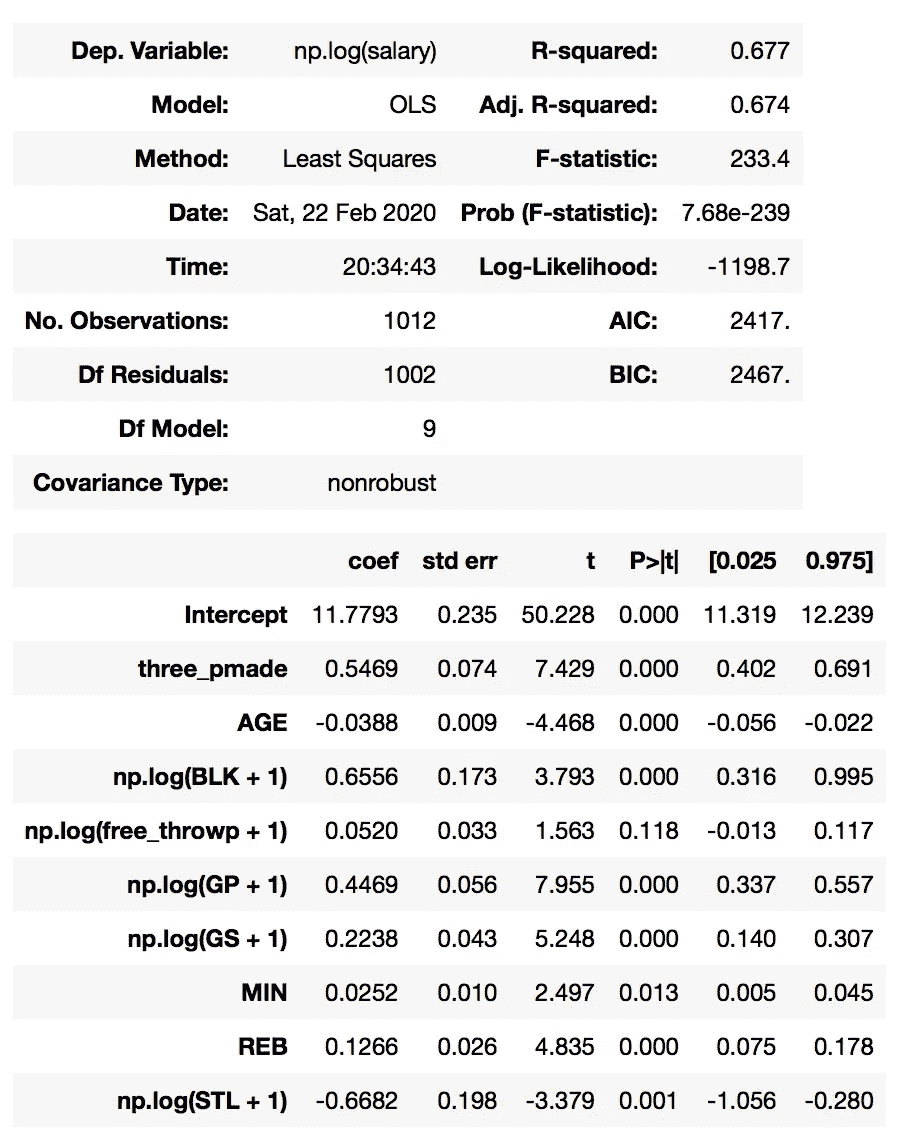 Dep. Variable: np.log(salary) R-squared: 0.677
Model: OLS Adj. R-squared: 0.674
Method: Least Squares F-statistic: 233.4
Date: Sat, 22 Feb 2020 Prob (F-statistic): 7.68e-239
Time: 20:34:43 Log-Likelihood: -1198.7
No. Observations: 1012 AIC: 2417.
Df Residuals: 1002 BIC: 2467.
Df Model: 9
Covariance Type: nonrobust
coef std err t P>|t| [0.025 0.975]
Intercept 11.7793 0.235 50.228 0.000 11.319 12.239
three_pmade 0.5469 0.074 7.429 0.000 0.402 0.691
AGE -0.0388 0.009 -4.468 0.000 -0.056 -0.022
np.log(BLK + 1) 0.6556 0.173 3.793 0.000 0.316 0.995
np.log(free_throwp + 1) 0.0520 0.033 1.563 0.118 -0.013 0.117
np.log(GP + 1) 0.4469 0.056 7.955 0.000 0.337 0.557
np.log(GS + 1) 0.2238 0.043 5.248 0.000 0.140 0.307
MIN 0.0252 0.010 2.497 0.013 0.005 0.045
REB 0.1266 0.026 4.835 0.000 0.075 0.178
np.log(STL + 1) -0.6682 0.198 -3.379 0.001 -1.056 -0.280